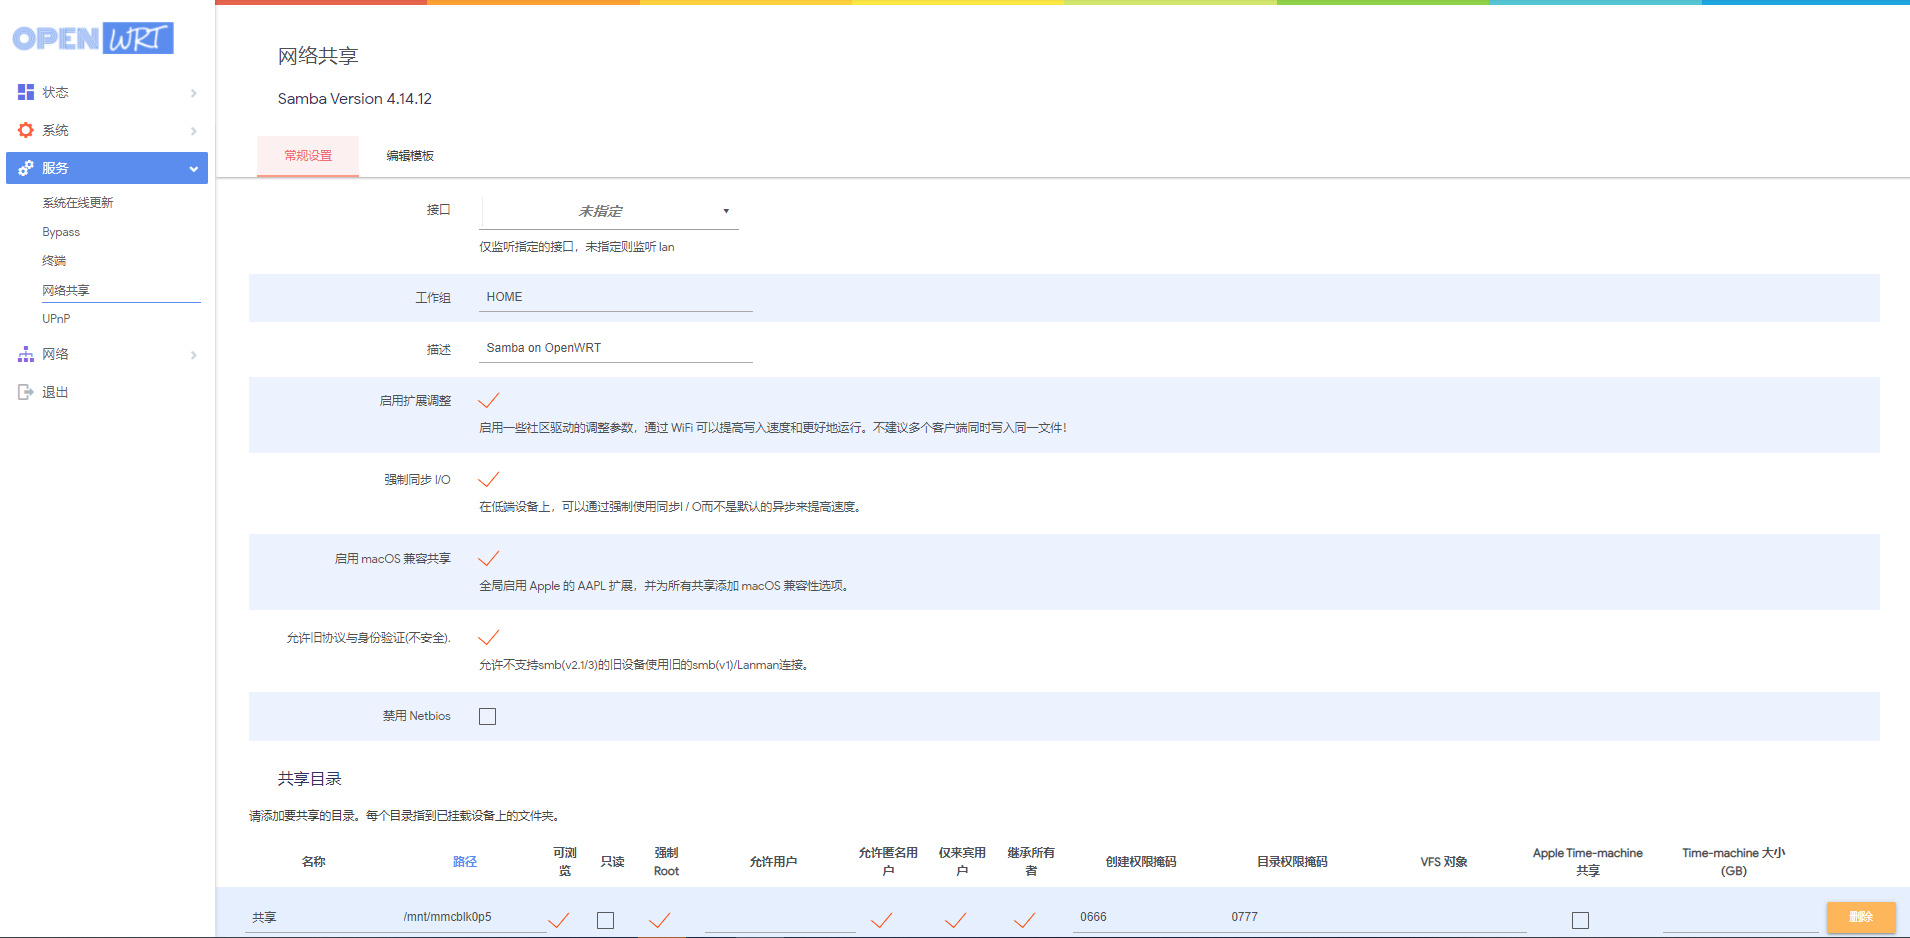 OPENWRT
状态
系统
服务
系统在线更新
Bypass
终端
网络共享
UPnP
网络
退出
网络共享
Samba Version 4.14.12
常规设置 编辑模板
接口 未指定
仅监听指定的接口，未指定则监听 lan
工作组 HOME
描述 Samba on OpenWRT
启用扩展调整
启用一些社区驱动的调整参数，通过 WiFi 可以提高写入速度和更好地运行。不建议多个客户端同时写入同一文件！
强制同步 I/O
在低端设备上，可以通过强制使用同步I / O而不是默认的异步来提高速度。
启用 macOS 兼容共享
全局启用 Apple 的 AAPL 扩展，并为所有共享添加 macOS 兼容性选项。
允许旧协议与身份验证(不安全).
允许不支持smb(v2.1/3)的旧设备使用旧的smb(v1)/Lanman连接。
禁用 Netbios
共享目录
请添加要共享的目录。每个目录指到已挂载设备上的文件夹。
名称 路径 可浏览 只读 强制 Root 允许用户 允许匿名用户 仅来宾用户 继承所有者 创建权限掩码 目录权限掩码 VFS 对象 Apple Time-machine 共享 Time-machine 大小 (GB)
共享 /mnt/mmcblk0p5 0666 0777 删除